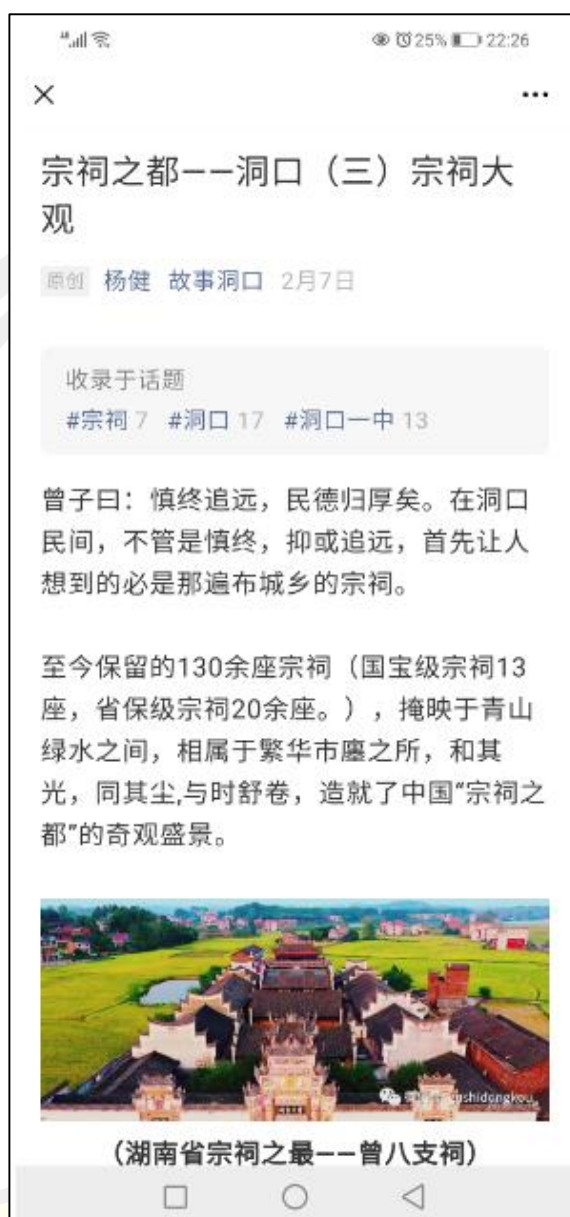 25% 22:26
宗祠之都——洞口（三）宗祠大
观
原创 杨健 故事洞口 2月7日
收录于话题
#宗祠 7 #洞口 17 #洞口一中 13
曾子曰：慎终追远，民德归厚矣。在洞口
民间，不管是慎终，抑或追远，首先让人
想到的必是那遍布城乡的宗祠。
至今保留的130余座宗祠（国宝级宗祠13
座，省保级宗祠20余座。），掩映于青山
绿水之间，相属于繁华市廛之所，和其
光，同其尘,与时舒卷，造就了中国“宗祠之
都”的奇观盛景。
（湖南省宗祠之最——曾八支祠）